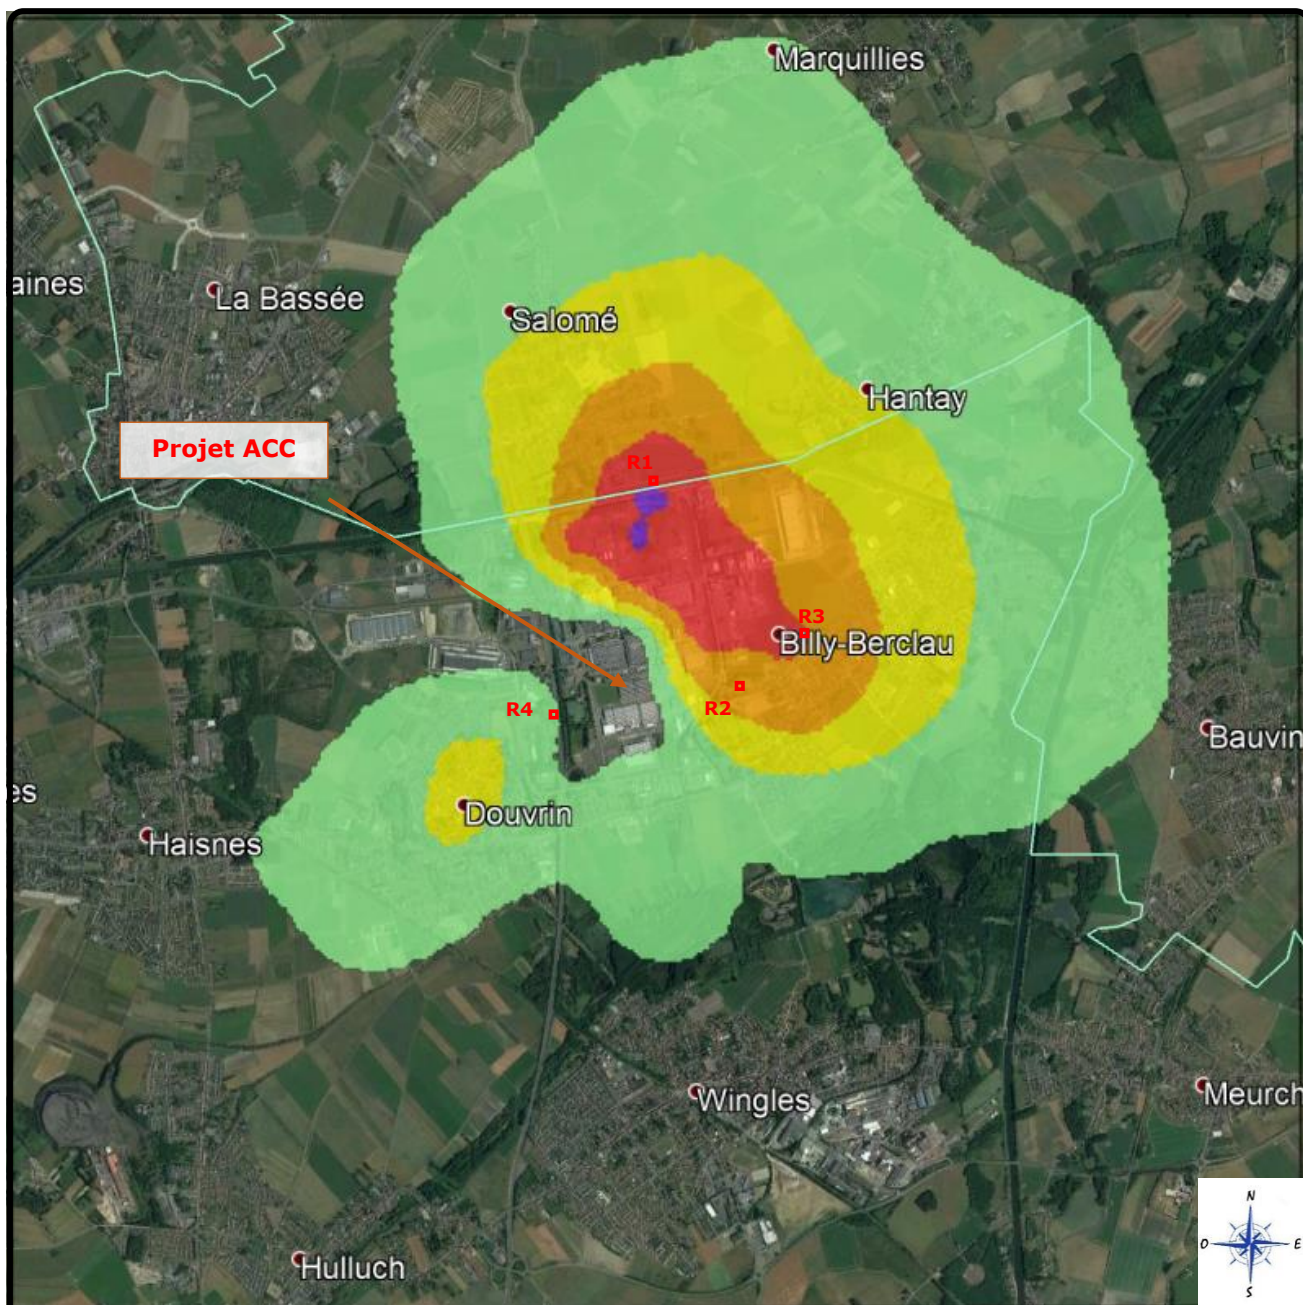 Marquillies
aines
La Bassée
Salomé
Hantay
Projet ACC
R1
R3
Billy-Berclau
R4
R2
Bauvin
es
Douvrin
Haisnes
Wingles
Meurch
Hulluch
N
O
E
S